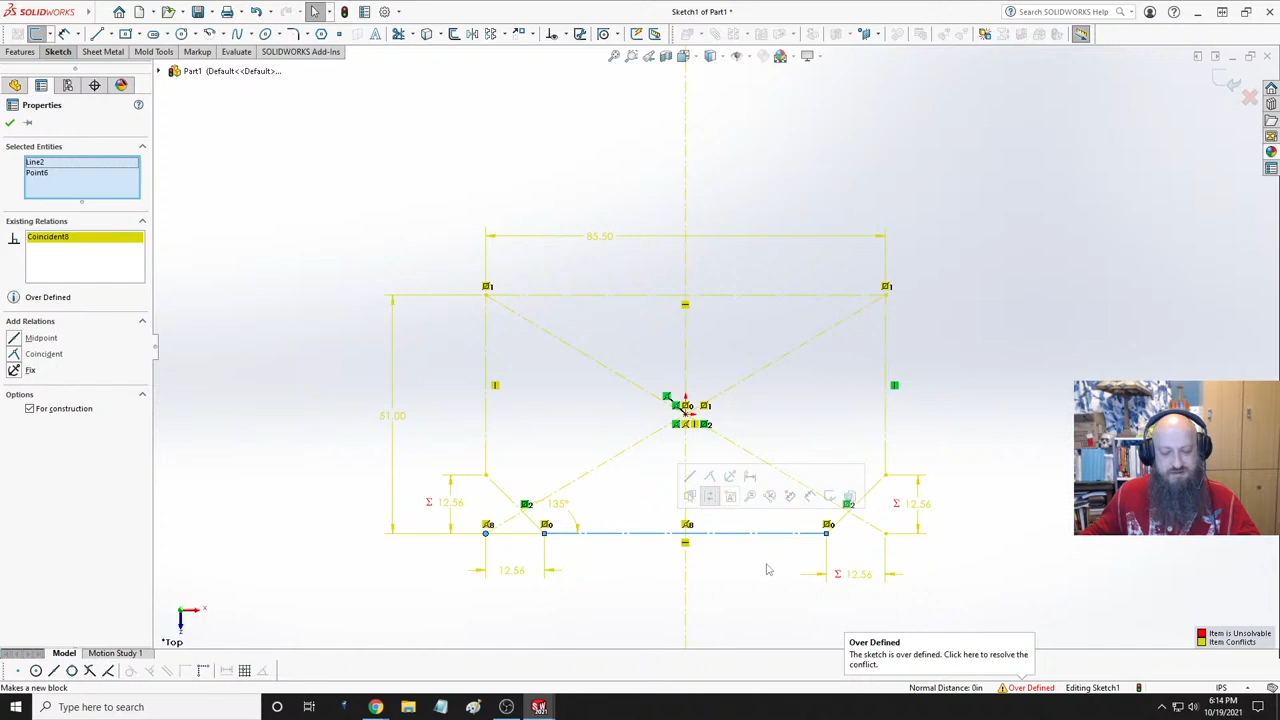 SOLIDWORKS
Sketch1 of Part1 *
Search SOLIDWORKS Help
Features
Sketch
Sheet Metal
Mold Tools
Markup
Evaluate
SOLIDWORKS Add-Ins
Part1 (Default<<Default>...
Properties
Selected Entities
Line2
Point6
Existing Relations
Coincident8
Over Defined
Add Relations
Midpoint
Coincident
Fix
Options
For construction
85.50
51.00
Σ 12.56
135°
Σ 12.56
12.56
Σ 12.56
*Top
Over Defined
The sketch is over defined. Click here to resolve the
conflict.
Item is Unsolvable
Item Conflicts
Model
Motion Study 1
Makes a new block
Normal Distance: 0in
Over Defined
Editing Sketch1
IPS
Type here to search
6:14 PM
10/19/2021